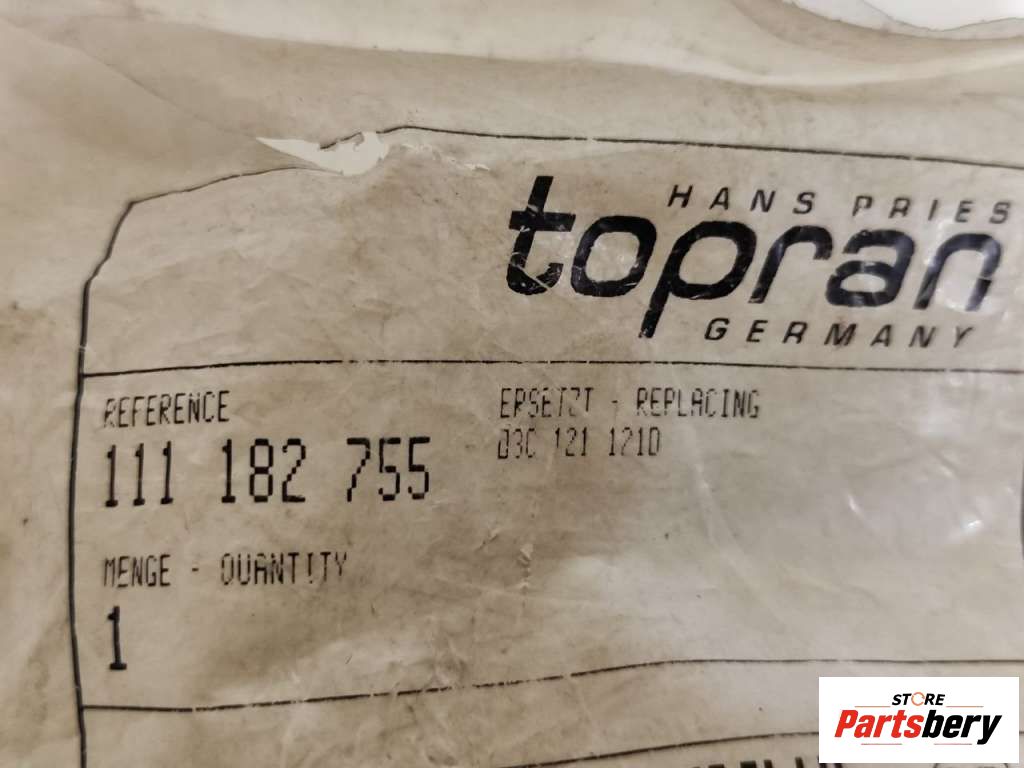 HANS PRIES
topran
GERMANY
REFERENCE
111 182 755
ERSETZT - REPLACING
03C 121 121D
MENGE - QUANTITY
1
STORE
Partsbery